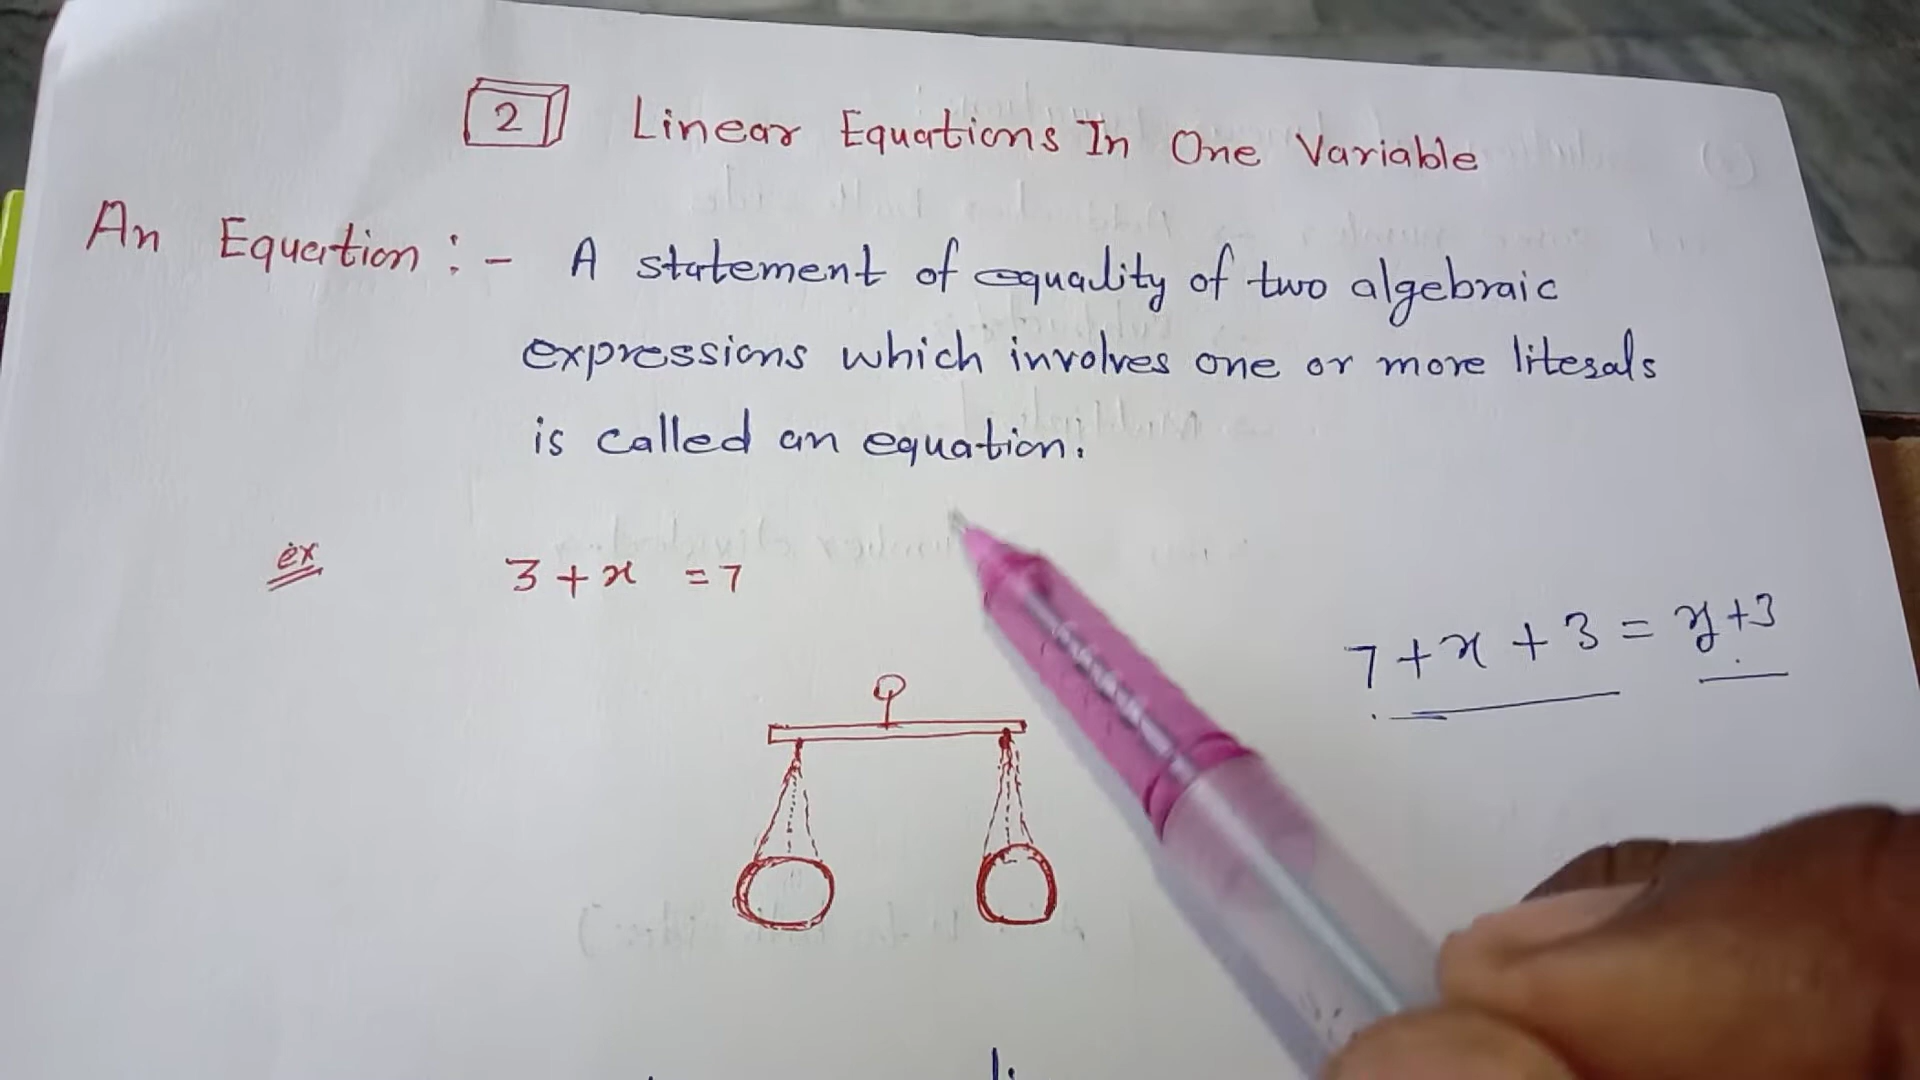 2 Linear Equations In One Variable
An Equation :- A statement of equality of two algebraic
expressions which involves one or more literals
is called an equation.
ex 3 + x = 7
7 + x + 3 = y + 3